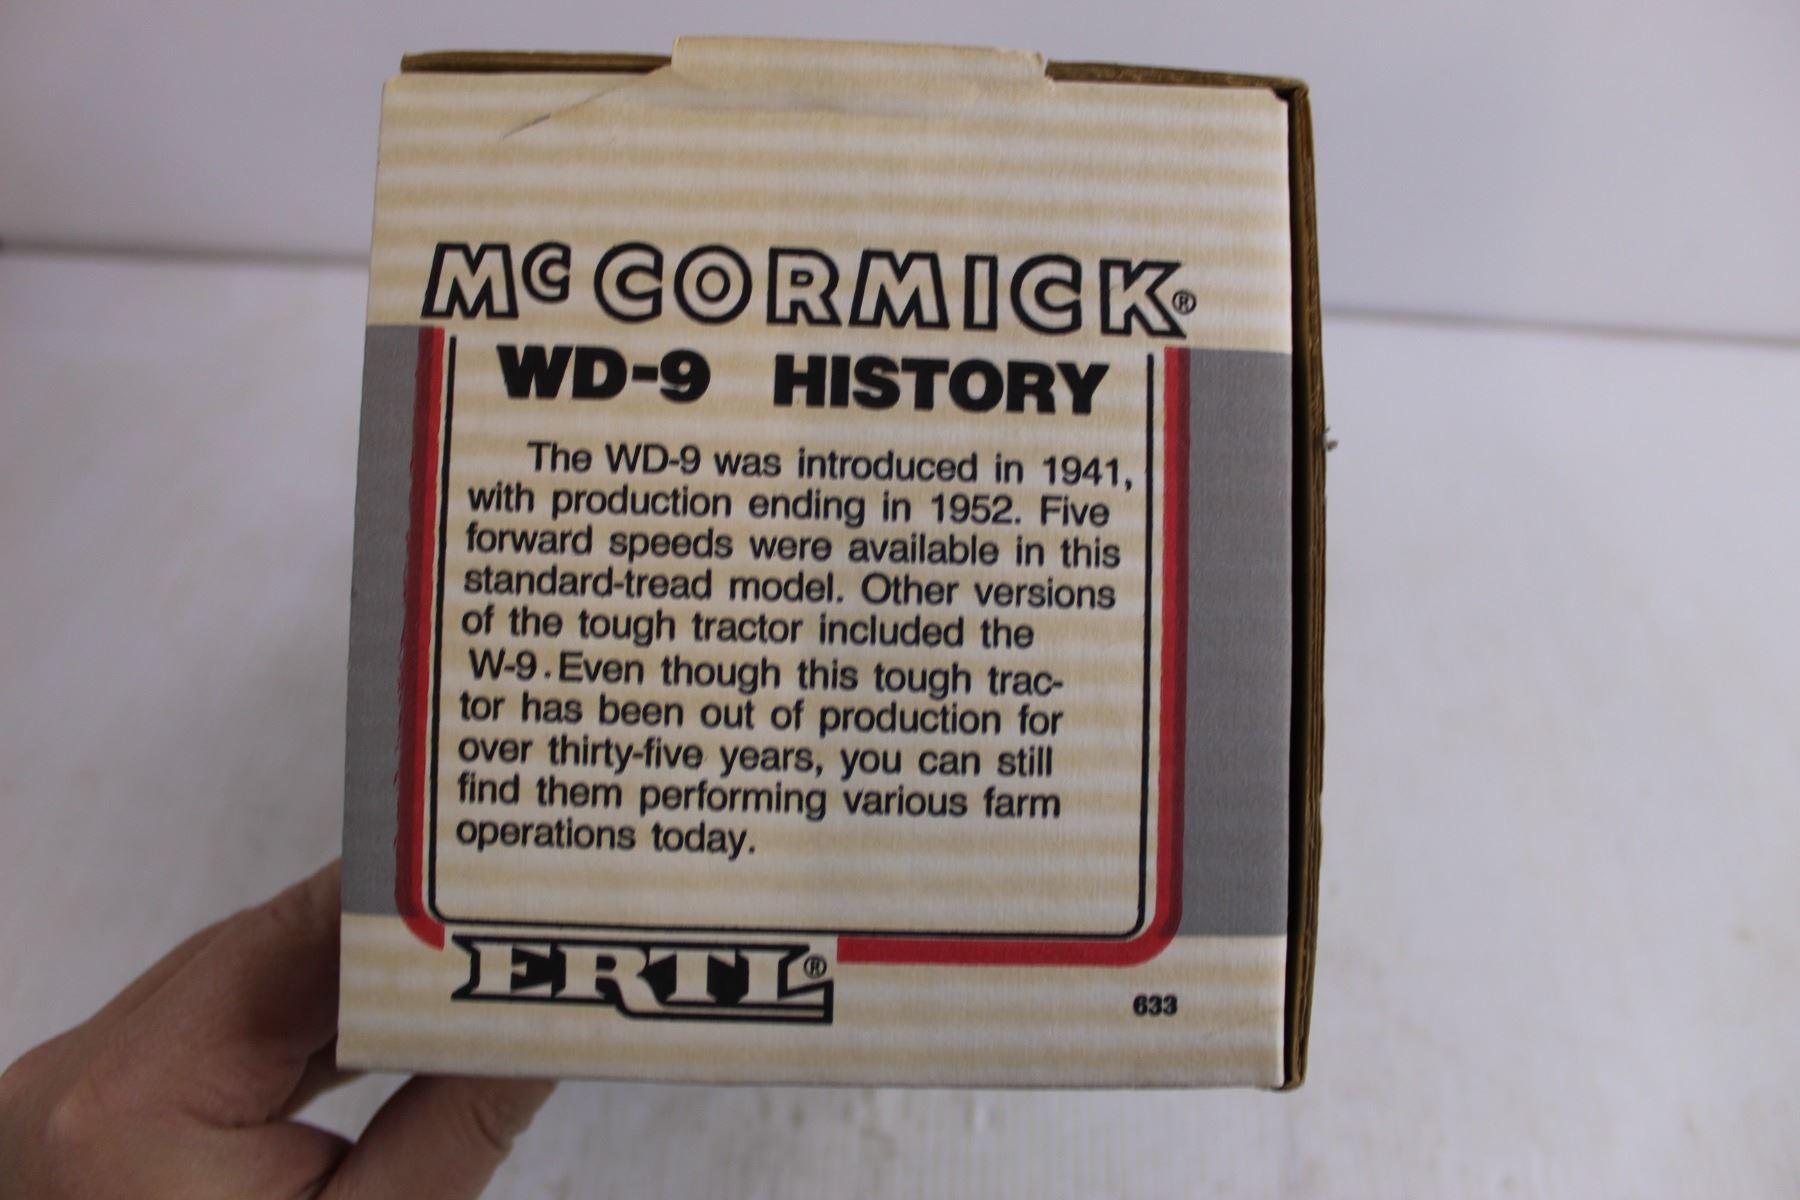 McCORMICK®
WD-9 HISTORY
The WD-9 was introduced in 1941,
with production ending in 1952. Five
forward speeds were available in this
standard-tread model. Other versions
of the tough tractor included the
W-9. Even though this tough trac-
tor has been out of production for
over thirty-five years, you can still
find them performing various farm
operations today.
ERTL®
633